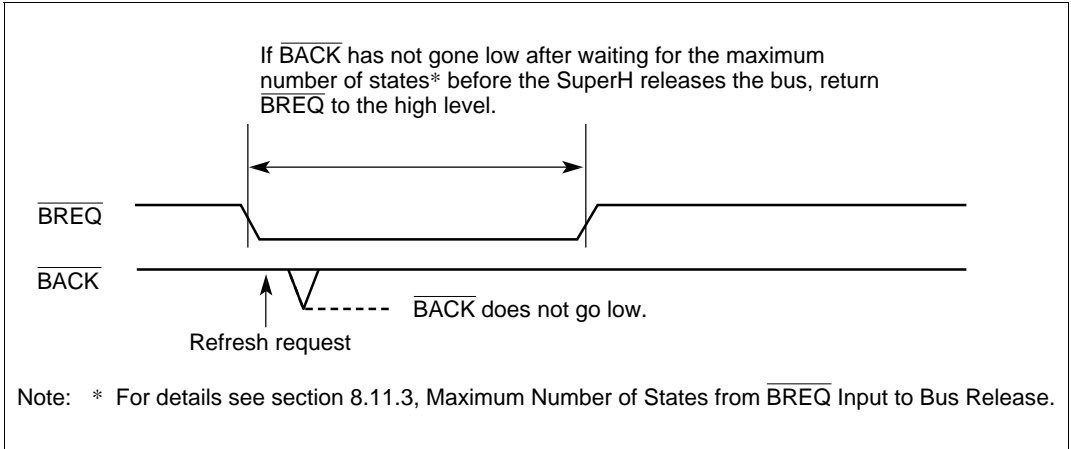 If BACK has not gone low after waiting for the maximum
number of states* before the SuperH releases the bus, return
BREQ to the high level.
BREQ
BACK
BACK does not go low.
Refresh request
Note: * For details see section 8.11.3, Maximum Number of States from BREQ Input to Bus Release.